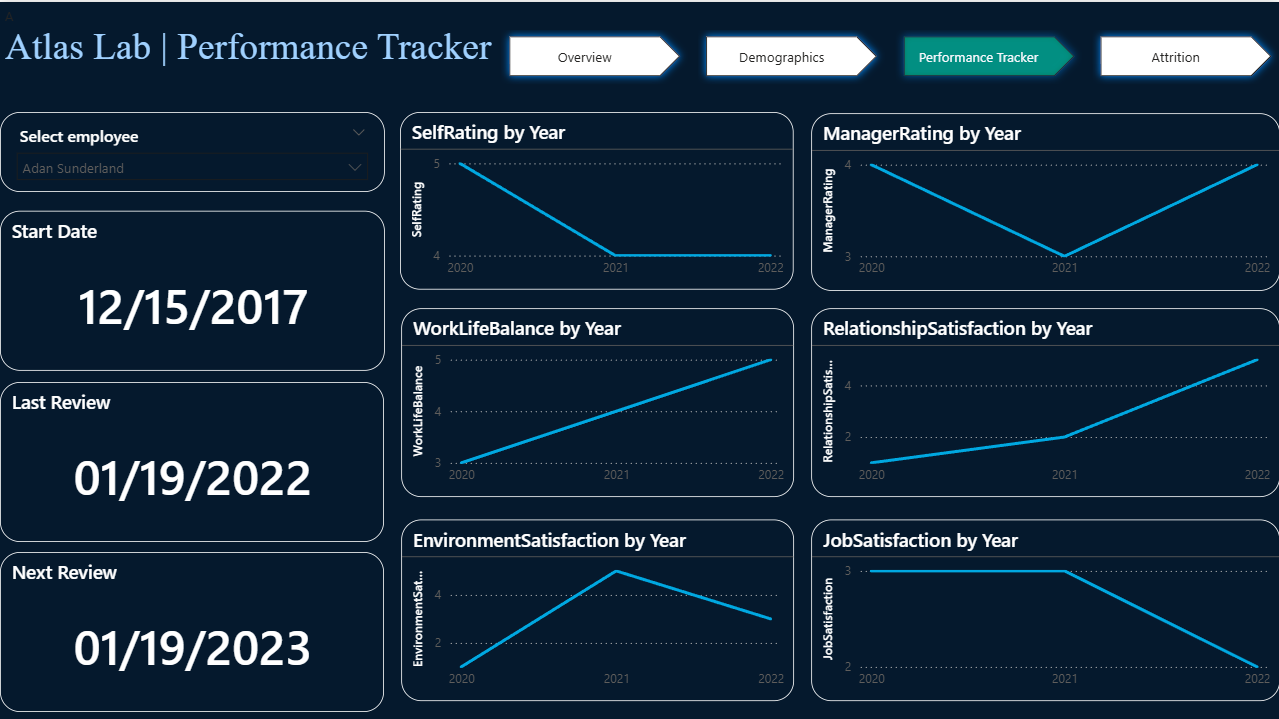 A
Atlas Lab | Performance Tracker
Overview
Demographics
Performance Tracker
Attrition
Select employee
Adan Sunderland
Start Date
12/15/2017
Last Review
01/19/2022
Next Review
01/19/2023
SelfRating by Year
SelfRating
5
4
2020
2021
2022
ManagerRating by Year
ManagerRating
4
3
2020
2021
2022
WorkLifeBalance by Year
WorkLifeBalance
5
4
3
2020
2021
2022
RelationshipSatisfaction by Year
RelationshipSatis...
4
2
2020
2021
2022
EnvironmentSatisfaction by Year
EnvironmentSat...
4
2
2020
2021
2022
JobSatisfaction by Year
JobSatisfaction
3
2
2020
2021
2022